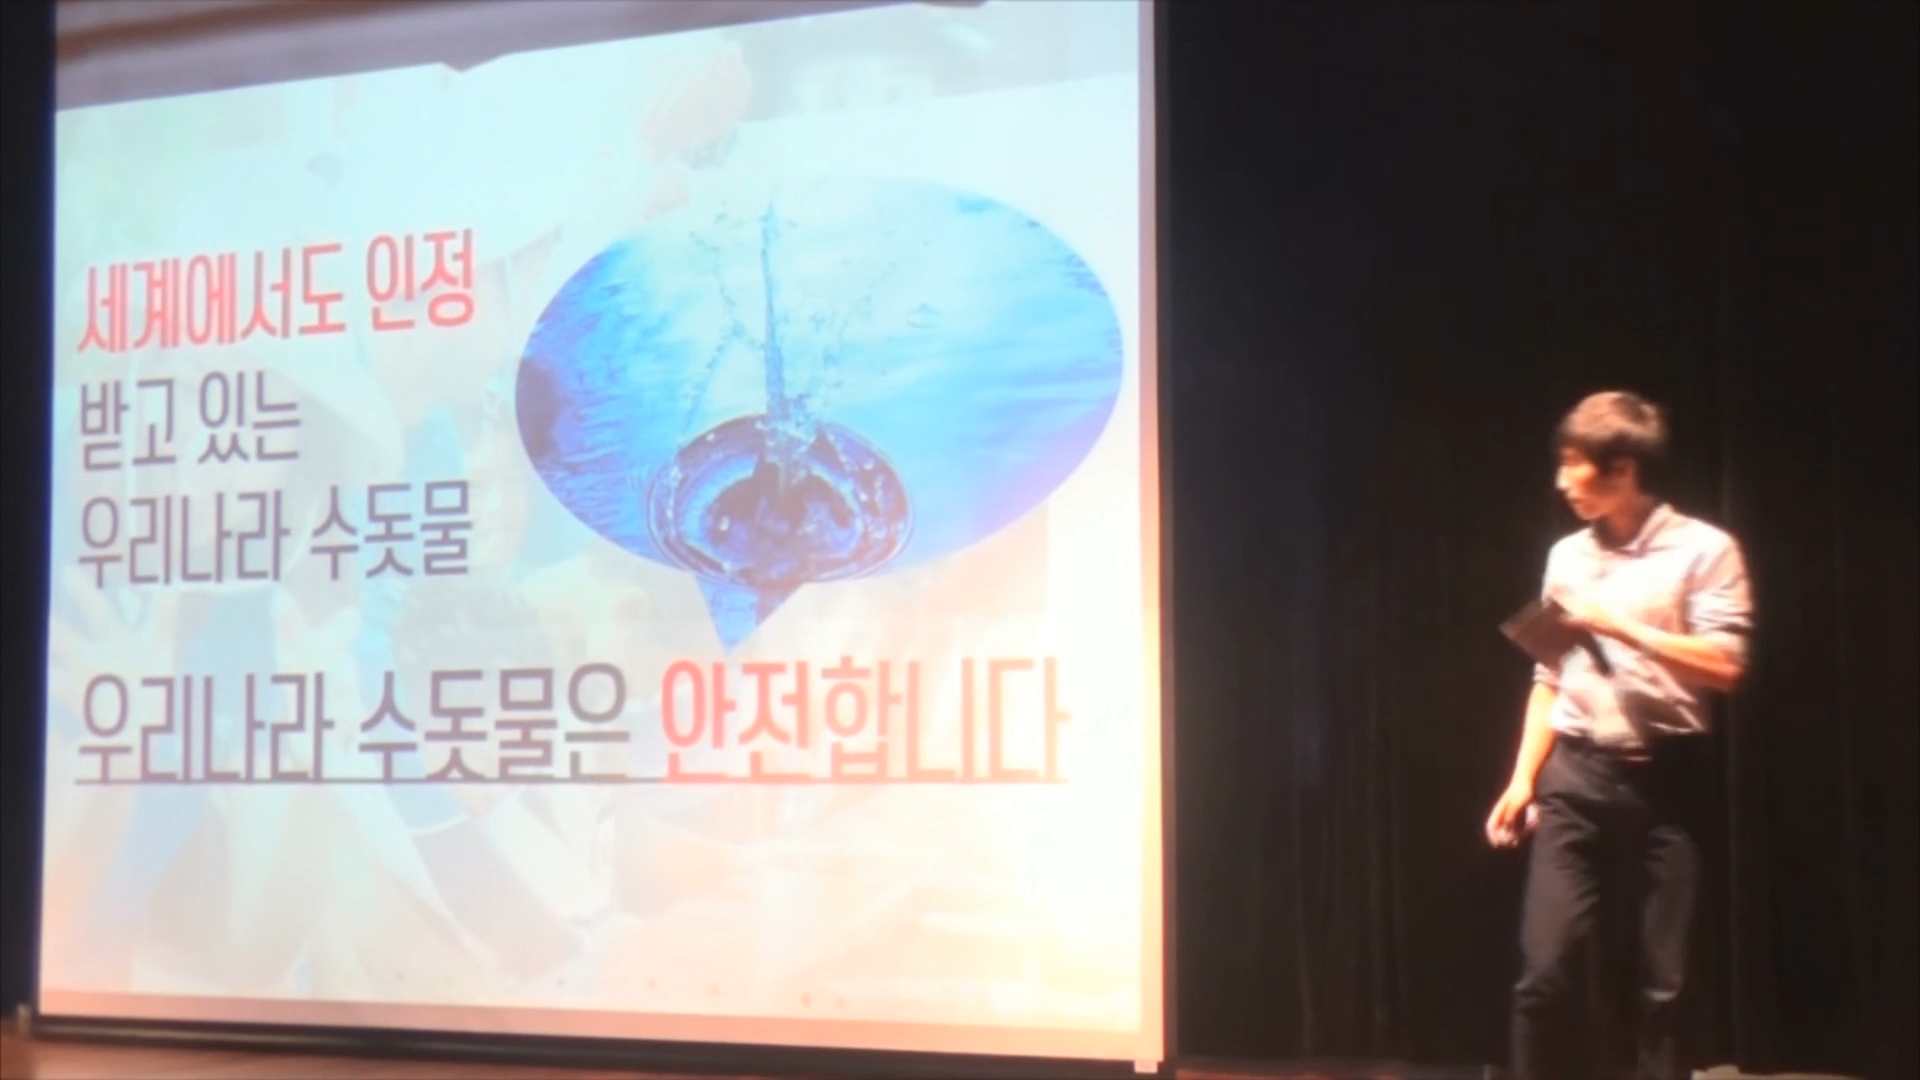 세계에서도 인정
받고 있는
우리나라 수돗물
우리나라 수돗물은 안전합니다